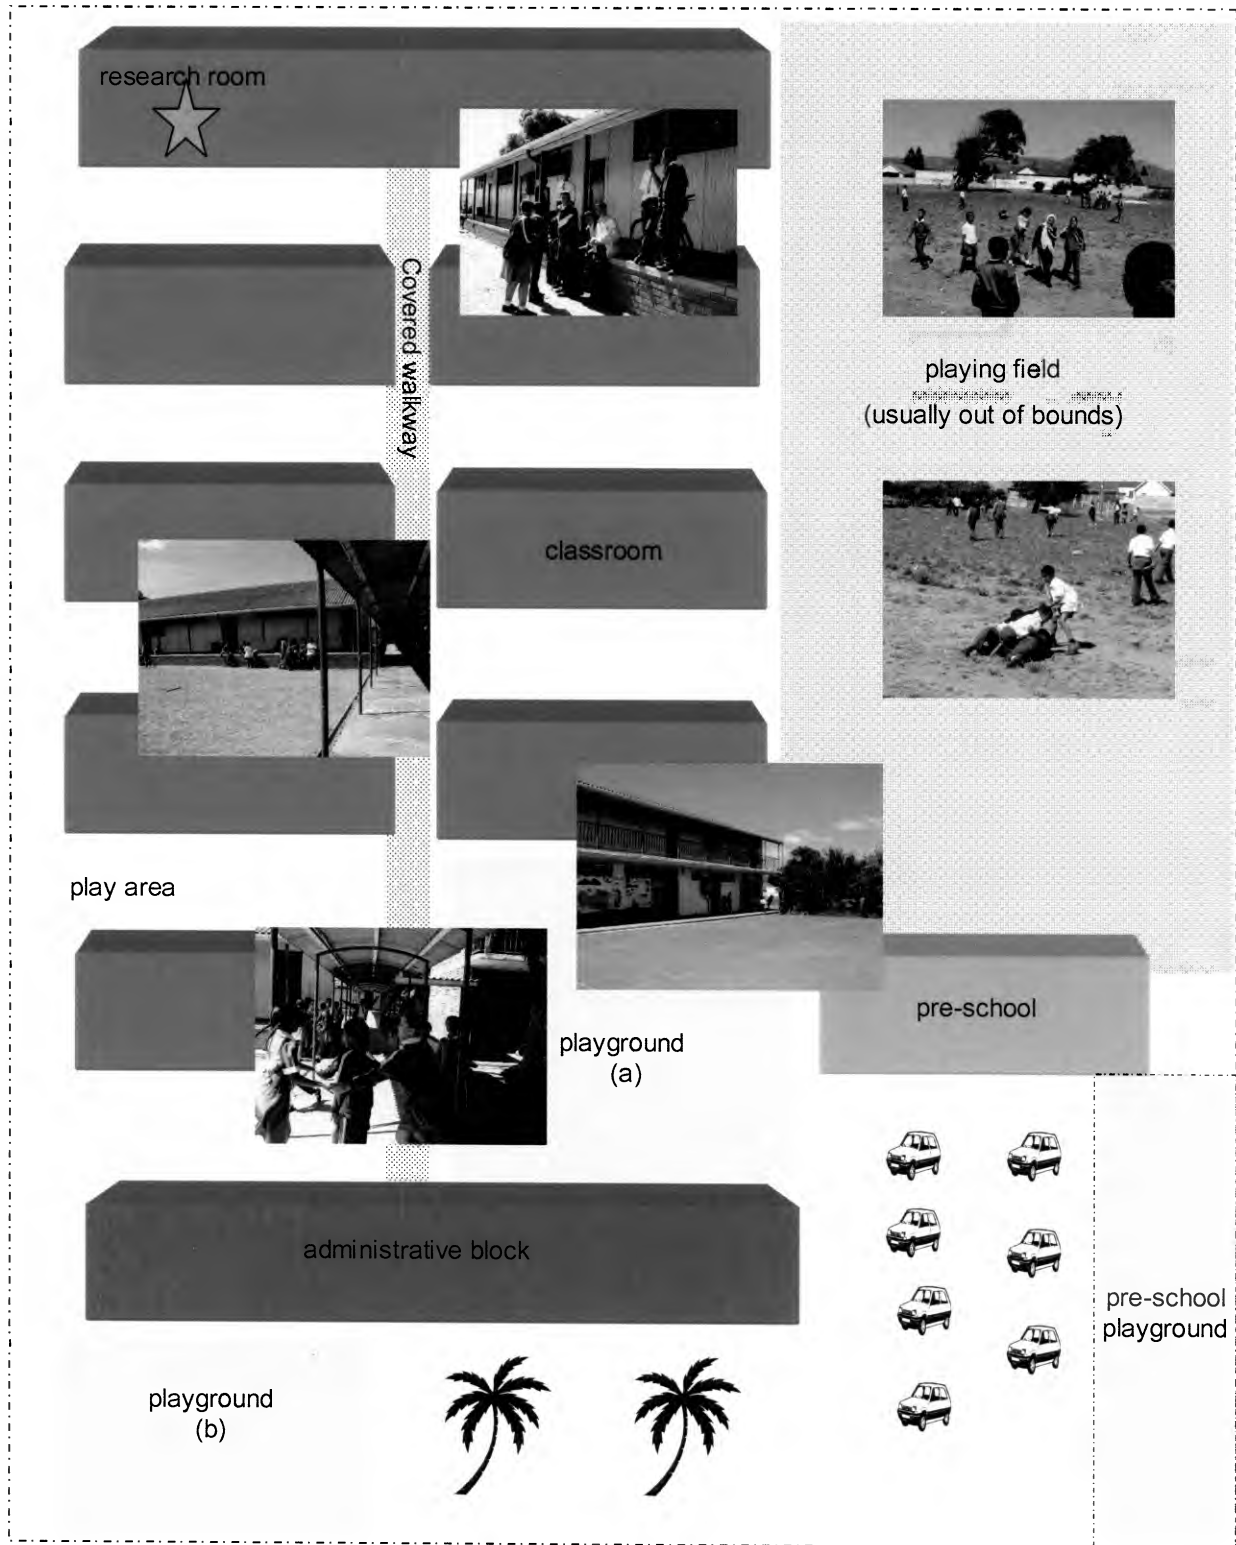 research room
Covered walkway
playing field
(usually out of bounds)
classroom
play area
pre-school
playground
(a)
administrative block
pre-school
playground
playground
(b)